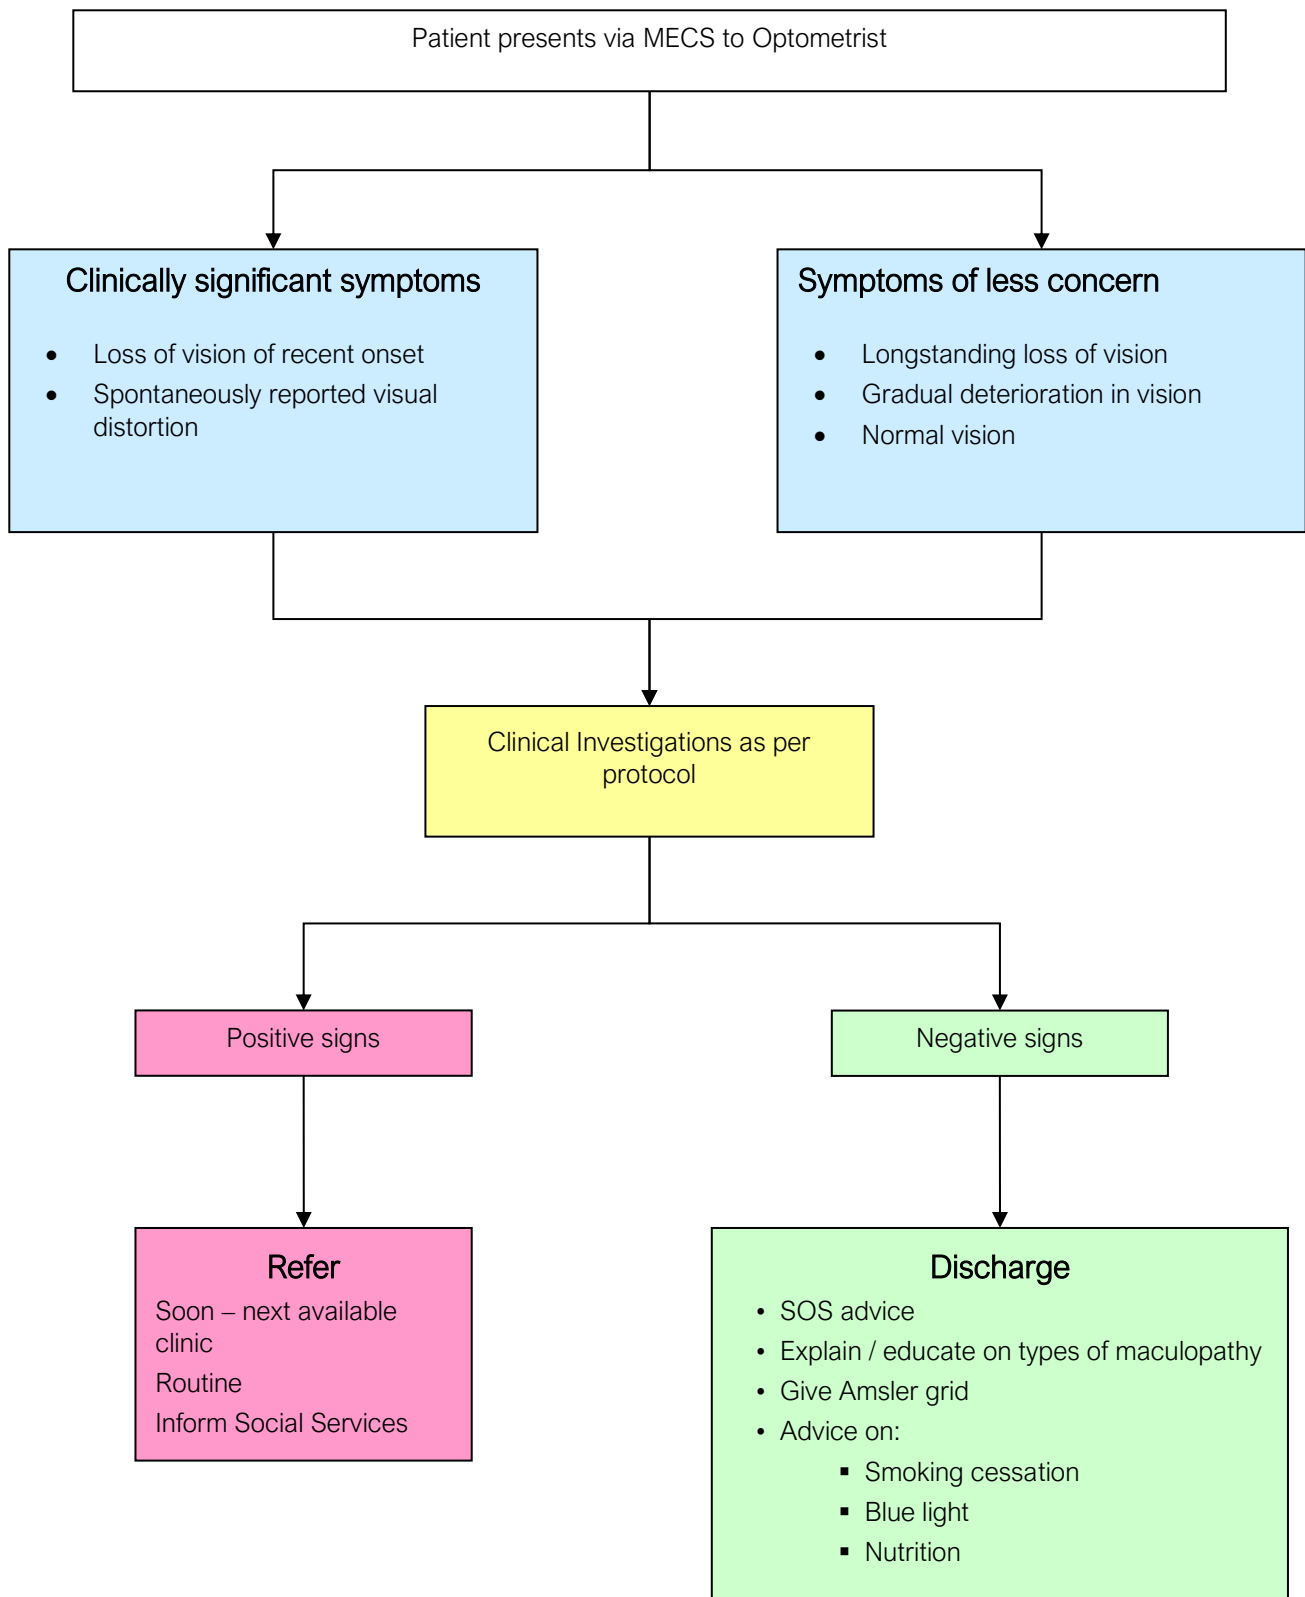 Patient presents via MECS to Optometrist
Clinically significant symptoms
• Loss of vision of recent onset
• Spontaneously reported visual
distortion
Symptoms of less concern
• Longstanding loss of vision
• Gradual deterioration in vision
• Normal vision
Clinical Investigations as per
protocol
Positive signs
Negative signs
Refer
Soon – next available
clinic
Routine
Inform Social Services
Discharge
• SOS advice
• Explain / educate on types of maculopathy
• Give Amsler grid
• Advice on:
▪ Smoking cessation
▪ Blue light
▪ Nutrition